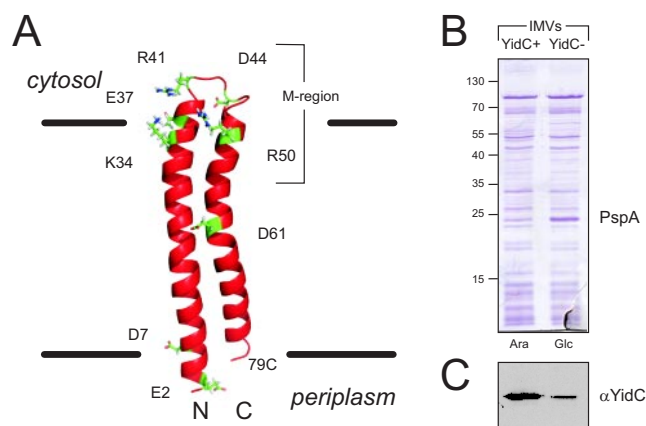 A
R41
D44
cytosol
E37
M-region
K34
R50
D61
D7
79C
E2
N C
periplasm
B
IMVs
YidC+ YidC-
130
70
55
40
35
25
PspA
15
Ara Glc
C
αYidC